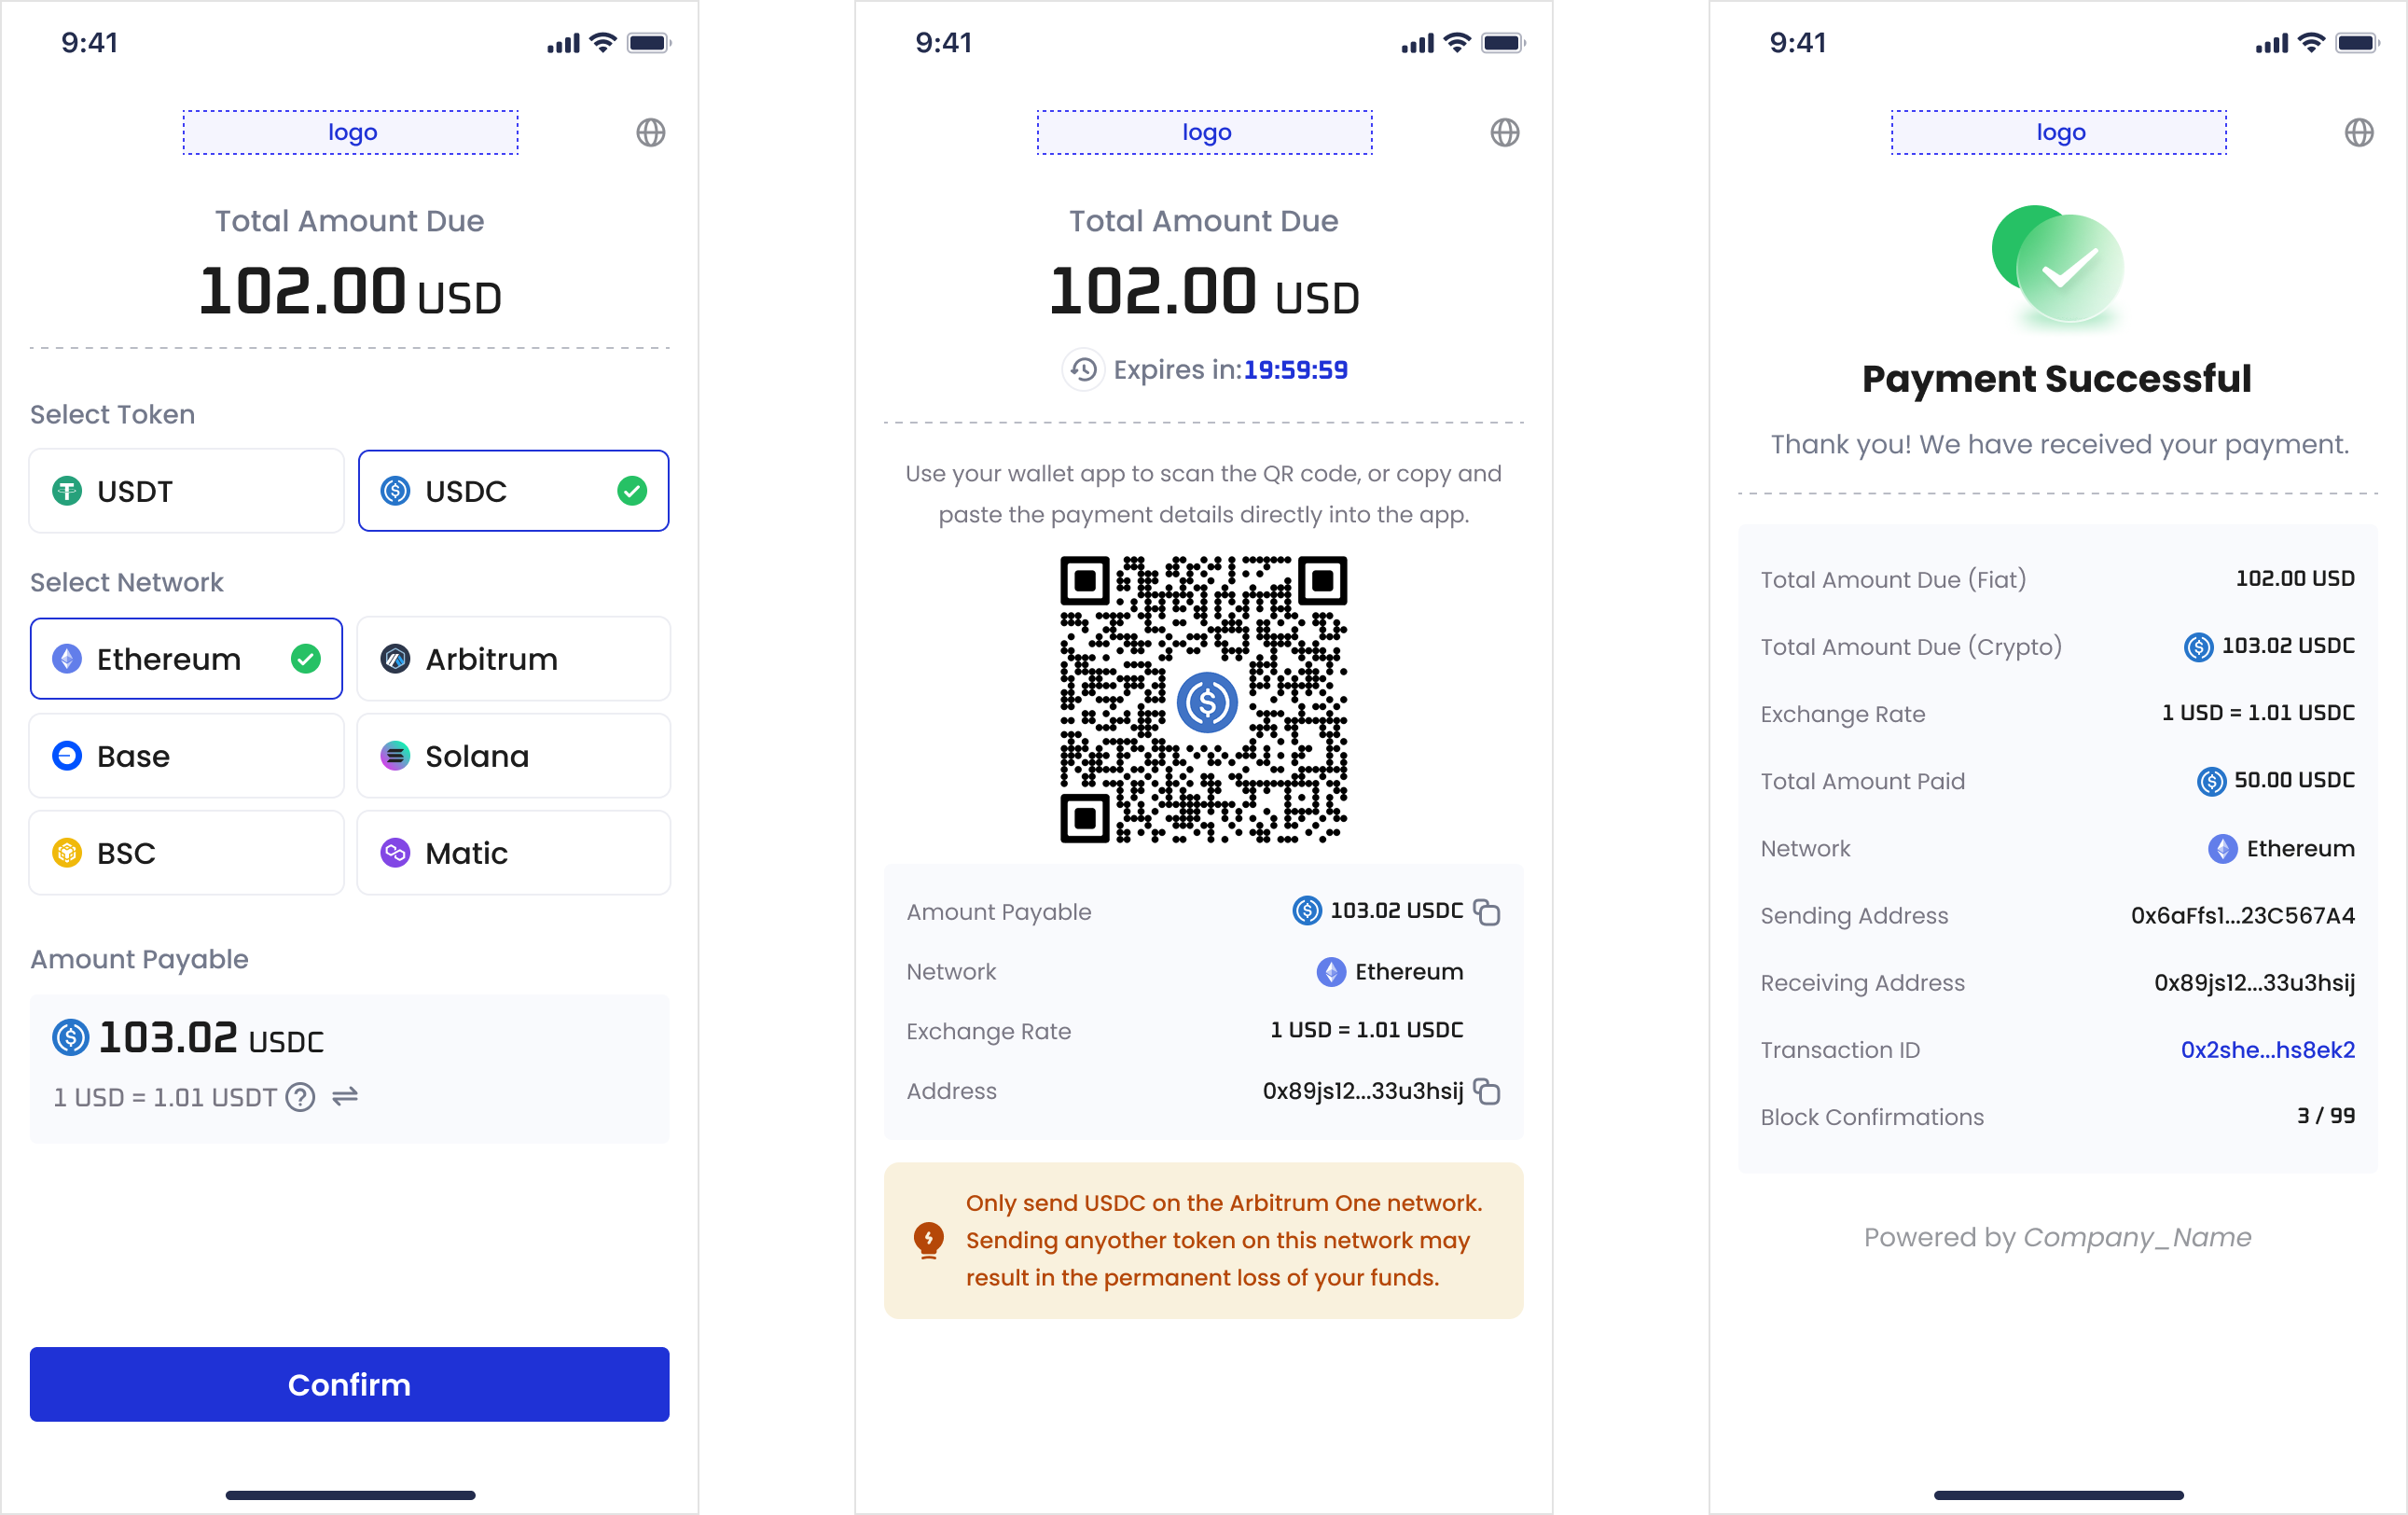 9:41
logo
Total Amount Due
102.00 USD
Select Token
USDT
USDC
Select Network
Ethereum
Arbitrum
Base
Solana
BSC
Matic
Amount Payable
103.02 USDC
1 USD = 1.01 USDT
Confirm
9:41
logo
Total Amount Due
102.00 USD
Expires in:19:59:59
Use your wallet app to scan the QR code, or copy and
paste the payment details directly into the app.
Amount Payable 103.02 USDC
Network Ethereum
Exchange Rate 1 USD = 1.01 USDC
Address 0x89js12...33u3hsij
Only send USDC on the Arbitrum One network.
Sending anyother token on this network may
result in the permanent loss of your funds.
9:41
logo
Payment Successful
Thank you! We have received your payment.
Total Amount Due (Fiat) 102.00 USD
Total Amount Due (Crypto) 103.02 USDC
Exchange Rate 1 USD = 1.01 USDC
Total Amount Paid 50.00 USDC
Network Ethereum
Sending Address 0x6aFfs1...23C567A4
Receiving Address 0x89js12...33u3hsij
Transaction ID 0x2she...hs8ek2
Block Confirmations 3 / 99
Powered by Company_Name